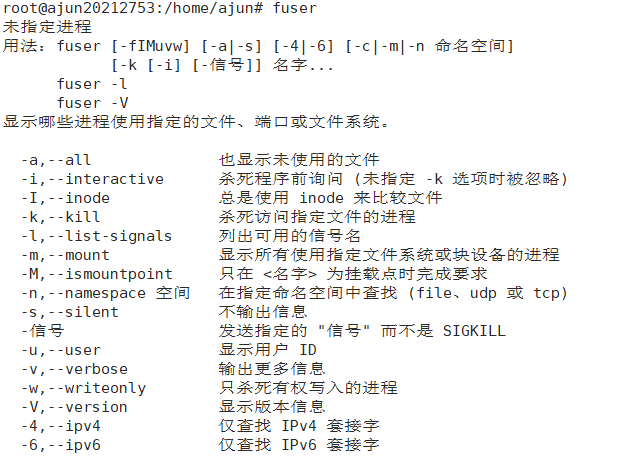 root@ajun20212753:/home/ajun# fuser
未指定进程
用法: fuser [-fIMuvw] [-a|-s] [-4|-6] [-c|-m|-n 命名空间]
            [-k [-i] [-信号]] 名字...
      fuser -l
      fuser -V
显示哪些进程使用指定的文件、端口或文件系统。

  -a,--all              也显示未使用的文件
  -i,--interactive      杀死程序前询问 (未指定 -k 选项时被忽略)
  -I,--inode            总是使用 inode 来比较文件
  -k,--kill             杀死访问指定文件的进程
  -l,--list-signals     列出可用的信号名
  -m,--mount            显示所有使用指定文件系统或块设备的进程
  -M,--ismountpoint     只在 <名字> 为挂载点时完成要求
  -n,--namespace 空间   在指定命名空间中查找 (file、udp 或 tcp)
  -s,--silent           不输出信息
  -信号                 发送指定的 "信号" 而不是 SIGKILL
  -u,--user             显示用户 ID
  -v,--verbose          输出更多信息
  -w,--writeonly        只杀死有权写入的进程
  -V,--version          显示版本信息
  -4,--ipv4             仅查找 IPv4 套接字
  -6,--ipv6             仅查找 IPv6 套接字